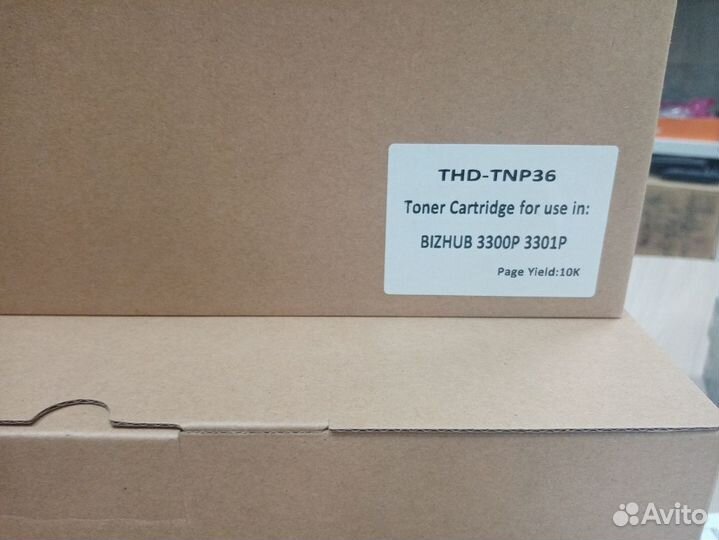 THD-TNP36
Toner Cartridge for use in:
BIZHUB 3300P 3301P
Page Yield:10K
Avito